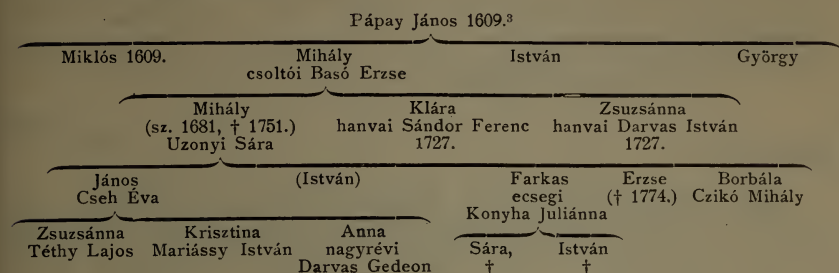 Pápay János 1609.³
Miklós 1609. Mihály István György
csoltói Basó Erzse
Mihály Klára Zsuzsánna
(sz. 1681, † 1751.) hanvai Sándor Ferenc hanvai Darvas István
Uzonyi Sára 1727. 1727.
János (István) Farkas Erzse Borbála
Cseh Éva ecsegi († 1774.) Czikó Mihály
Konyha Juliánna
Zsuzsánna Krisztina Anna Sára, István
Téthy Lajos Mariássy István nagyrévi † †
Darvas Gedeon